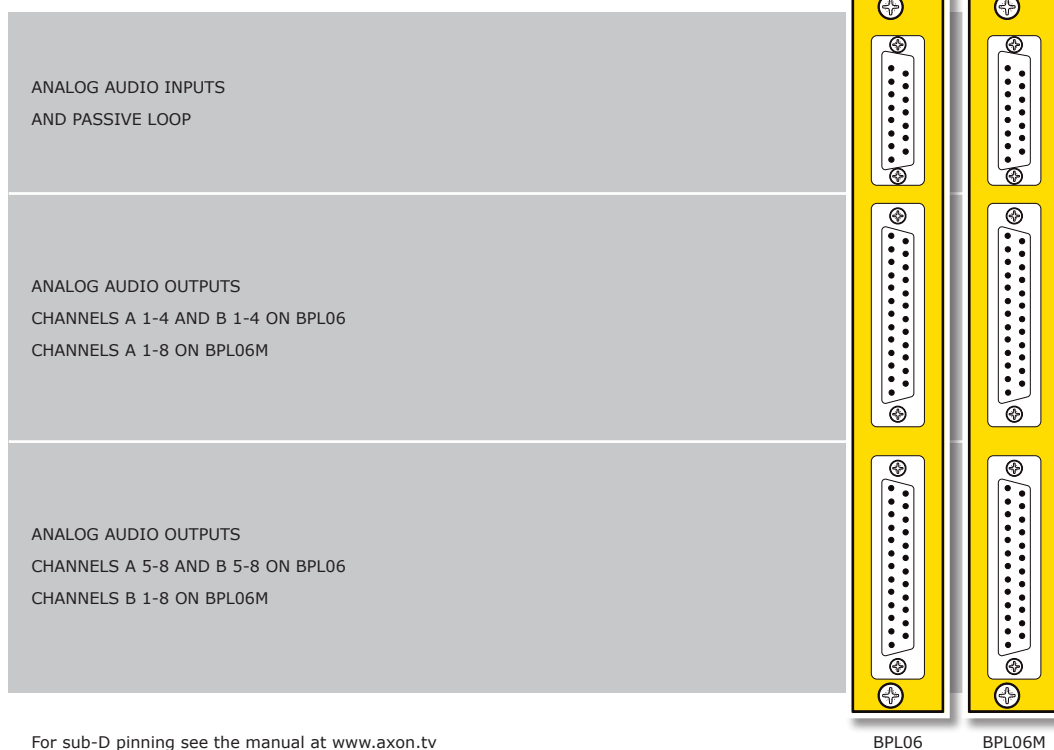 ANALOG AUDIO INPUTS
AND PASSIVE LOOP
ANALOG AUDIO OUTPUTS
CHANNELS A 1-4 AND B 1-4 ON BPL06
CHANNELS A 1-8 ON BPL06M
ANALOG AUDIO OUTPUTS
CHANNELS A 5-8 AND B 5-8 ON BPL06
CHANNELS B 1-8 ON BPL06M
For sub-D pinning see the manual at www.axon.tv
BPL06
BPL06M